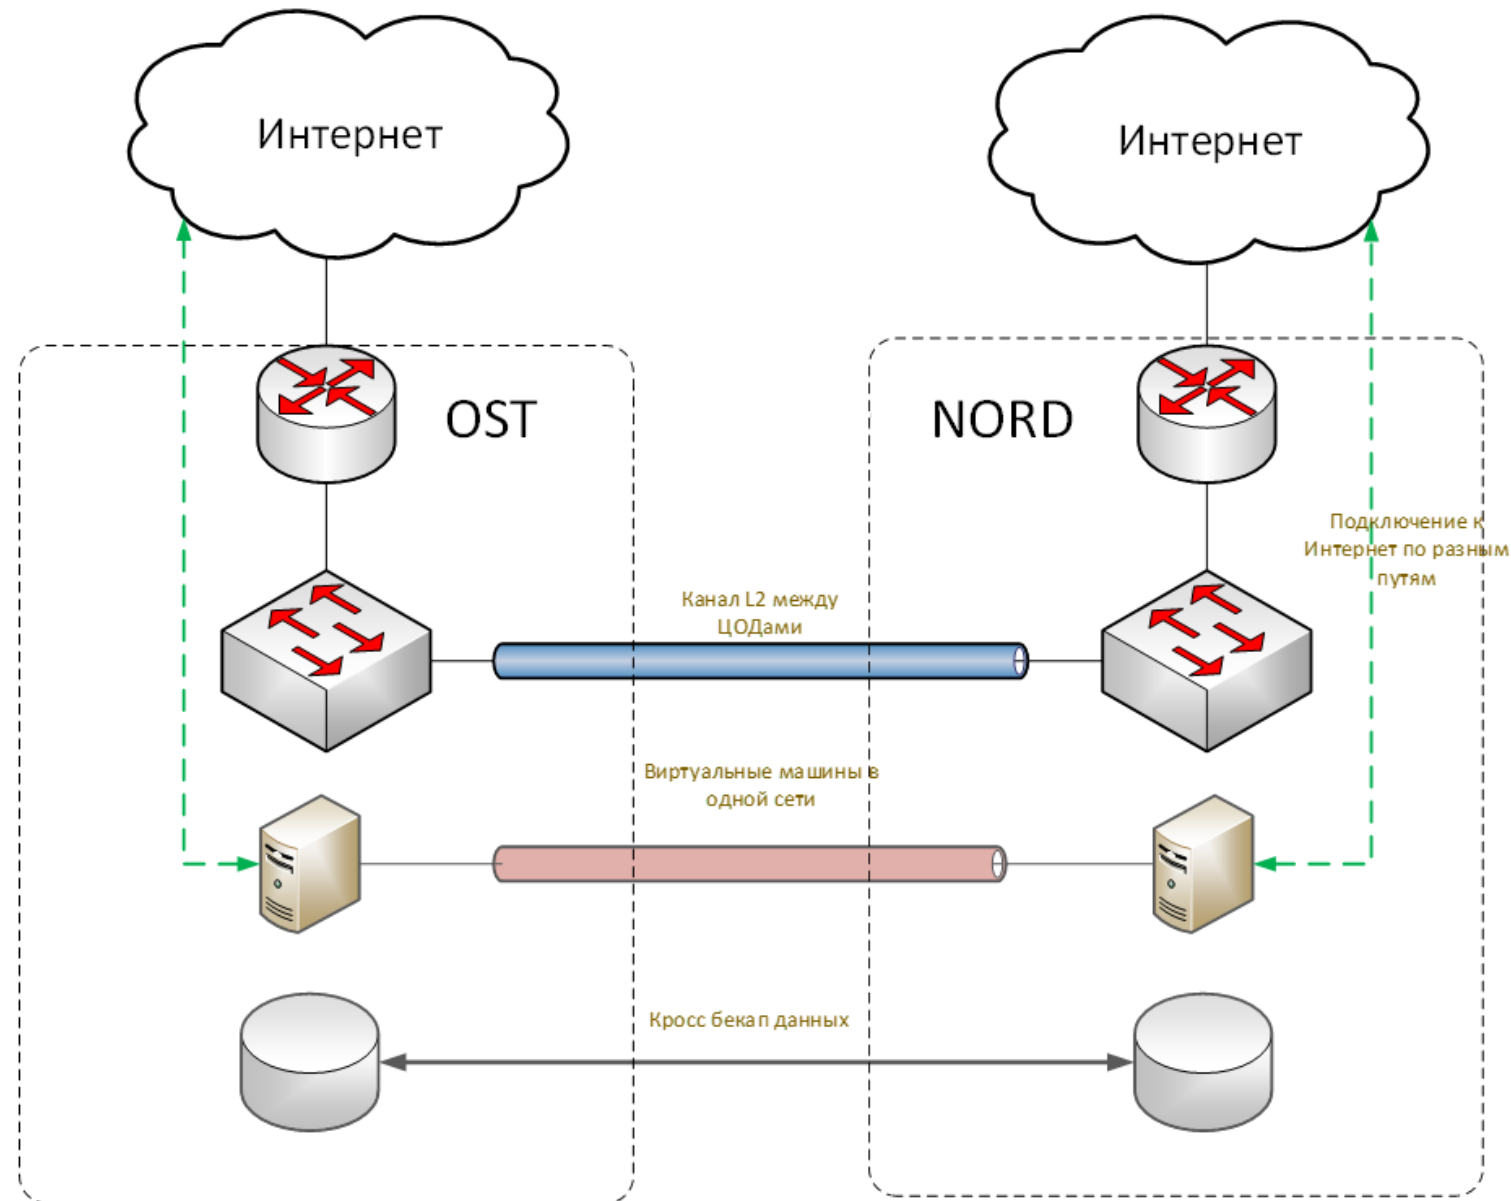 Интернет
Интернет
OST
NORD
Подключение к
Интернет по разным
путям
Канал L2 между
ЦОДами
Виртуальные машины в
одной сети
Кросс бекап данных